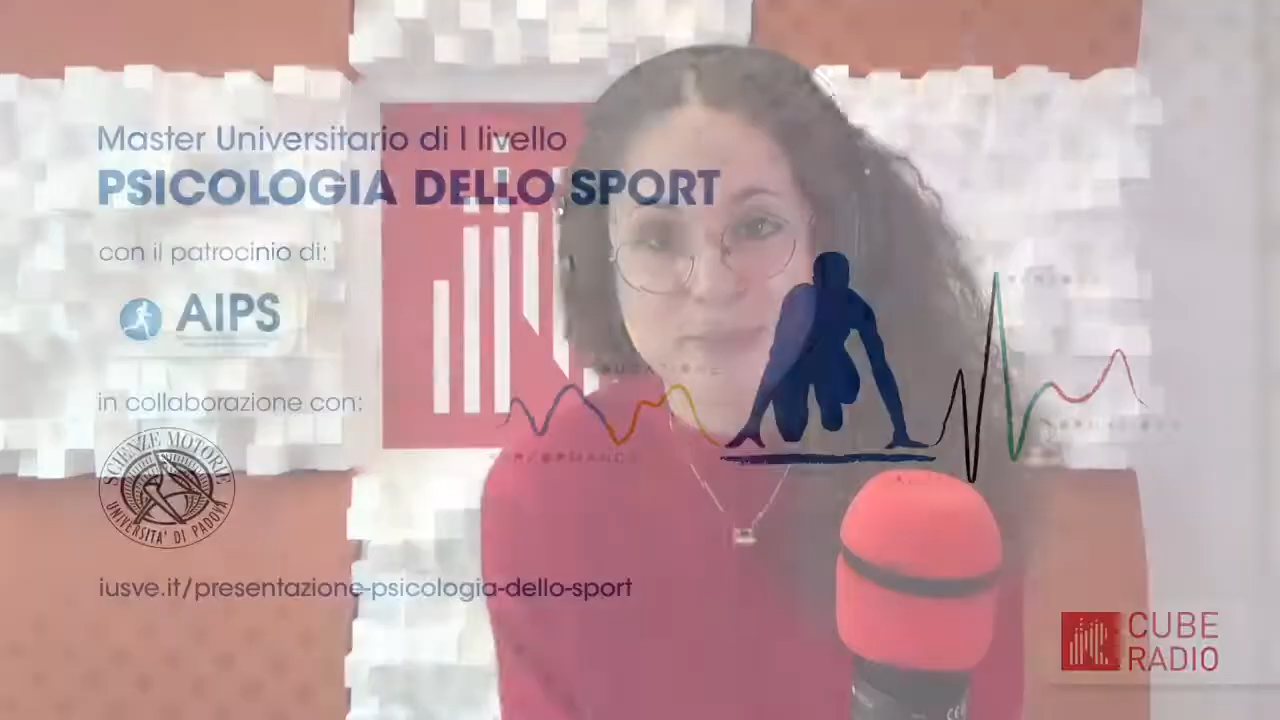 Master Universitario di I livello
PSICOLOGIA DELLO SPORT
con il patrocinio di:
AIPS
in collaborazione con:
SCIENZE MOTORIE
UNIVERSITA' DI PADOVA
iusve.it/presentazione-psicologia-dello-sport
CUBE
RADIO